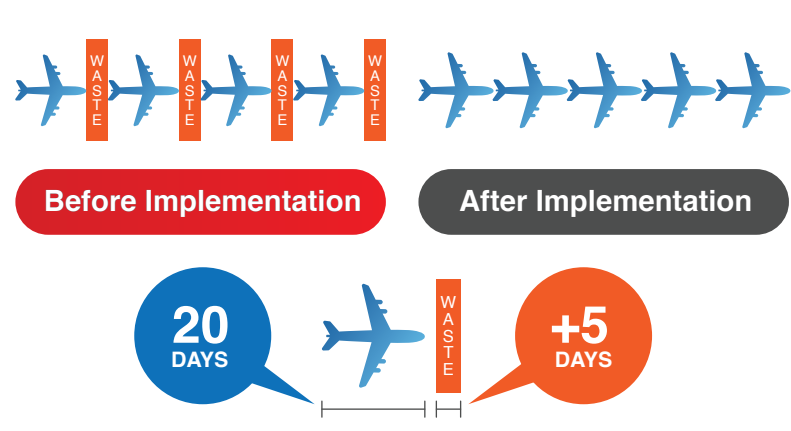 WASTE
WASTE
WASTE
WASTE
Before Implementation
After Implementation
20
DAYS
WASTE
+5
DAYS